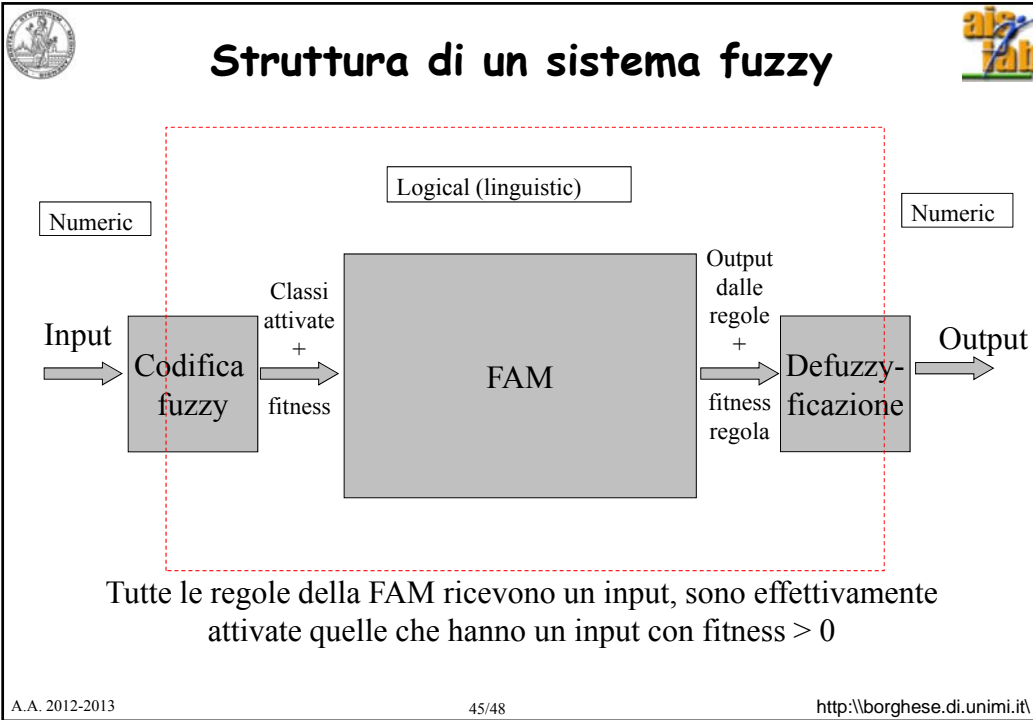 Struttura di un sistema fuzzy
Logical (linguistic)
Numeric
Numeric
Input
Codifica
fuzzy
Classi
attivate
+
fitness
FAM
Output
dalle
regole
+
fitness
regola
Defuzzy-
ficazione
Output
Tutte le regole della FAM ricevono un input, sono effettivamente
attivate quelle che hanno un input con fitness > 0
A.A. 2012-2013
45/48
http:\\borghese.di.unimi.it\